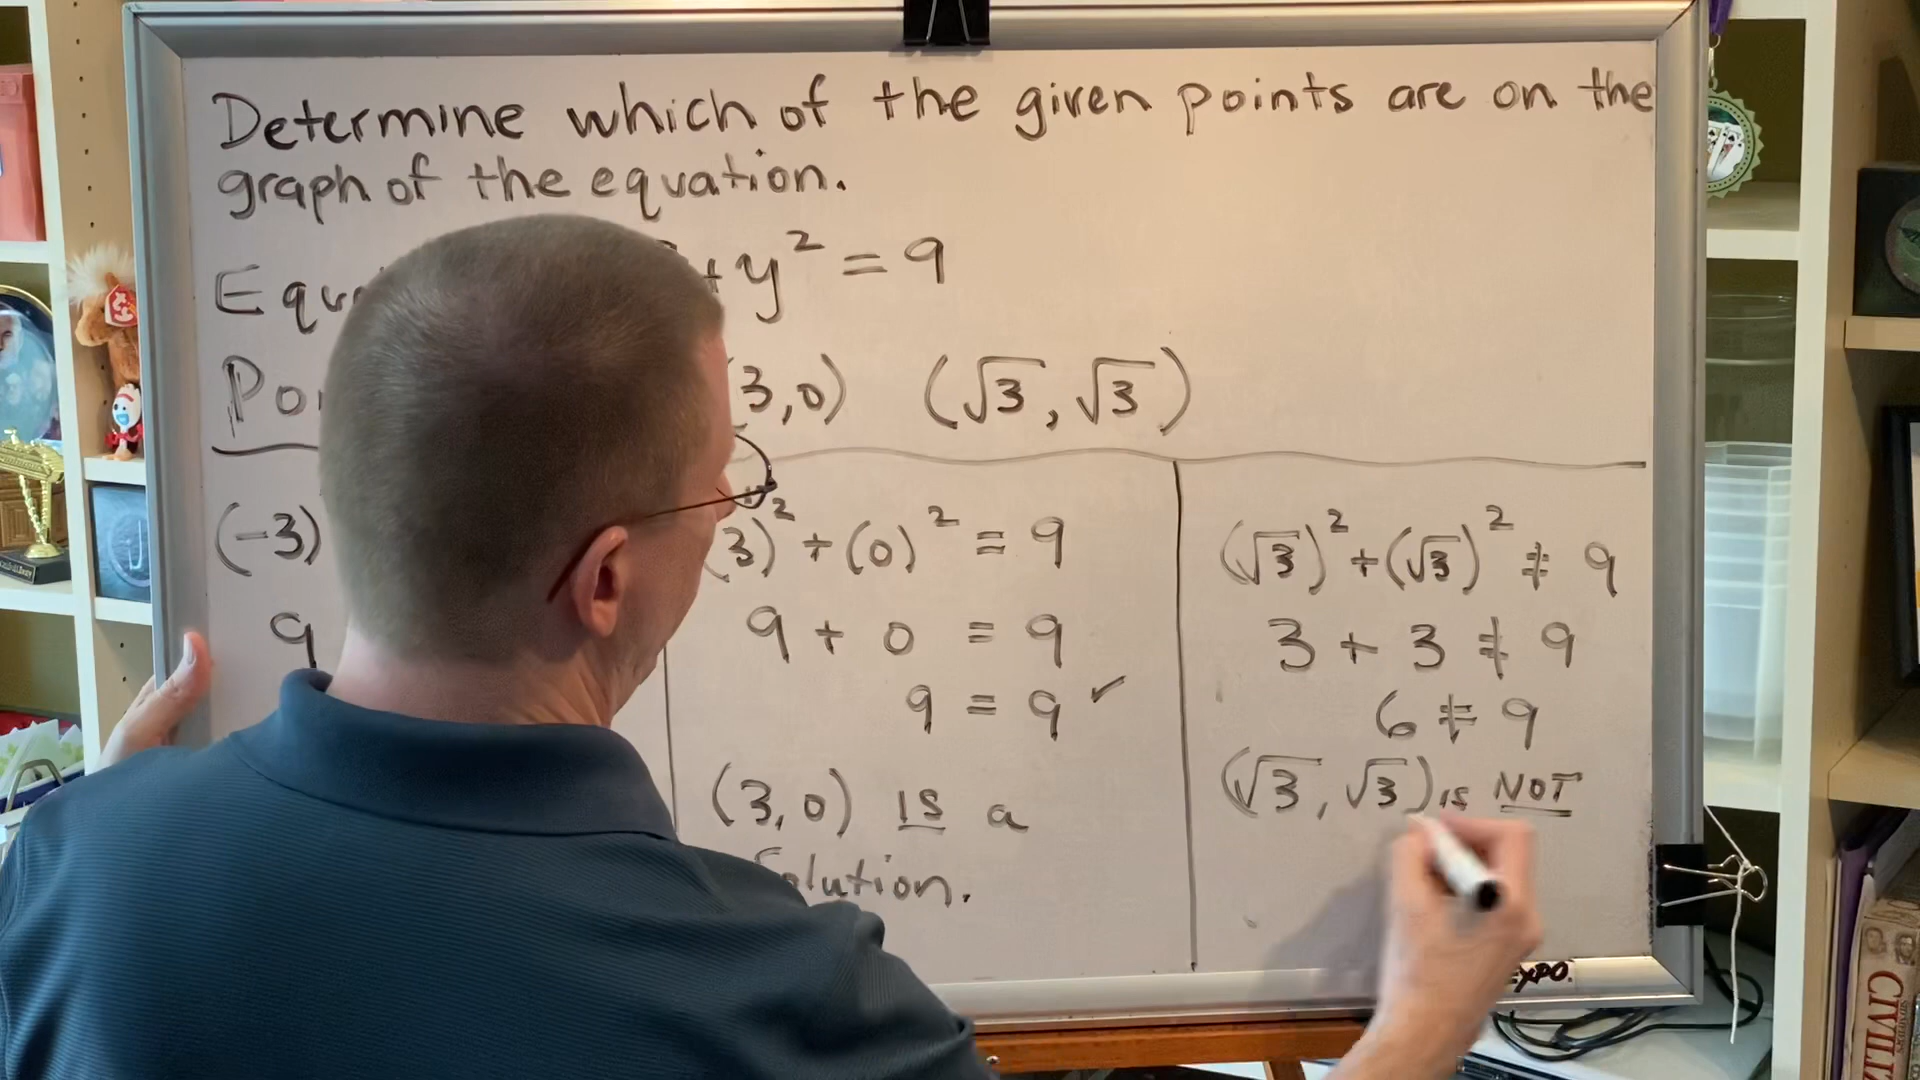 Determine which of the given points are on the
graph of the equation.
+ y² = 9
3,0) (√3, √3)
(-3)
3)² + (0)² = 9
(√3)² + (√3)² ≠ 9
9
9 + 0 = 9
3 + 3 ≠ 9
9 = 9 ✓
6 ≠ 9
(3,0) IS a
Solution.
(√3, √3) is NOT
EXPO.